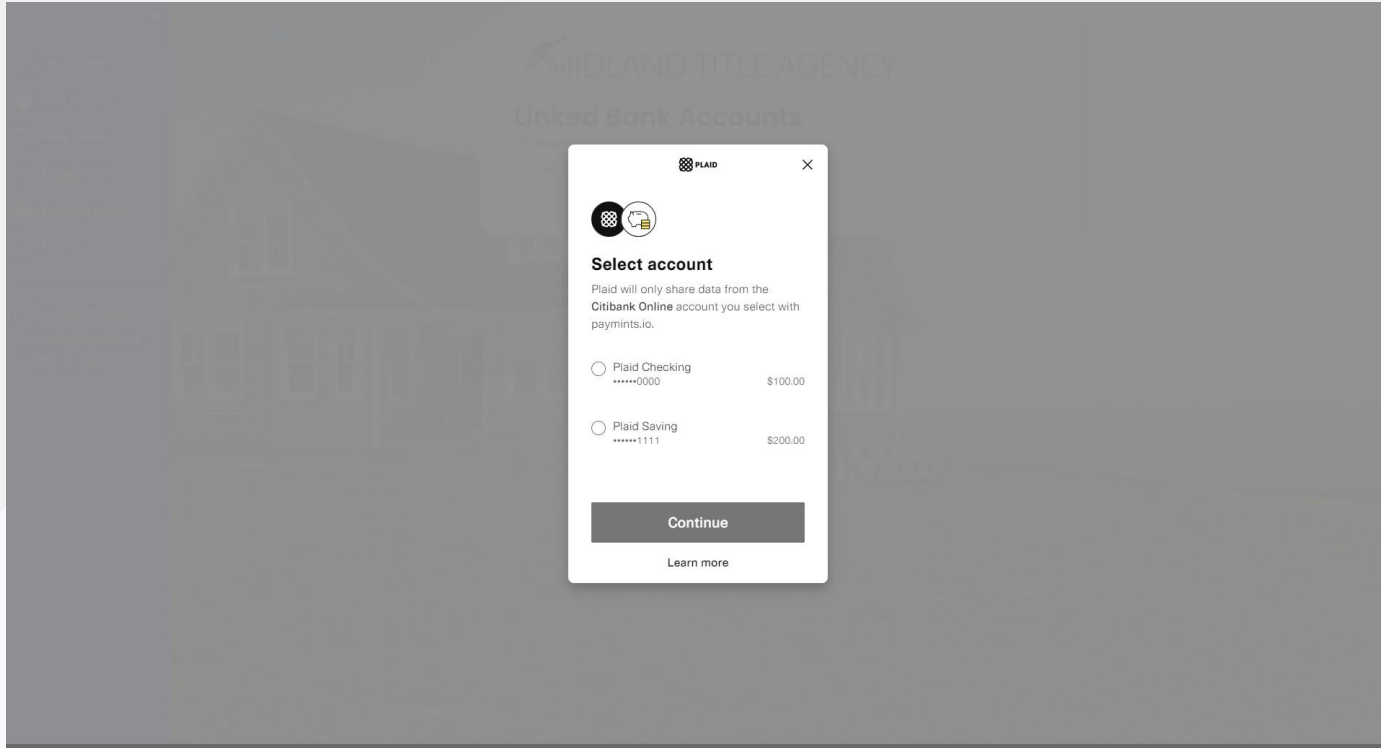 MIDLAND TITLE AGENCY
Linked Bank Accounts
PLAID
Select account
Plaid will only share data from the
Citibank Online account you select with
paymints.io.
Plaid Checking
••••••0000 $100.00
Plaid Saving
••••••1111 $200.00
Continue
Learn more